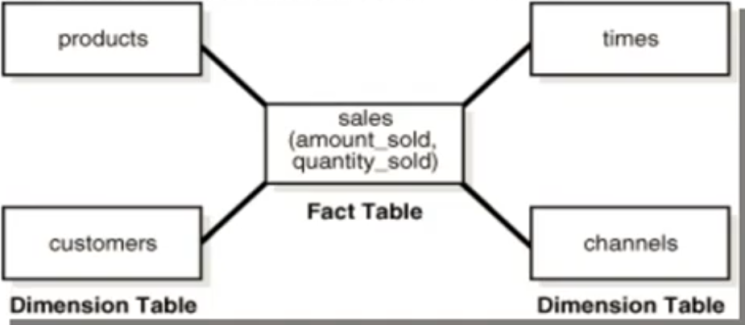 products
times
sales
(amount_sold,
quantity_sold)
Fact Table
customers
channels
Dimension Table
Dimension Table